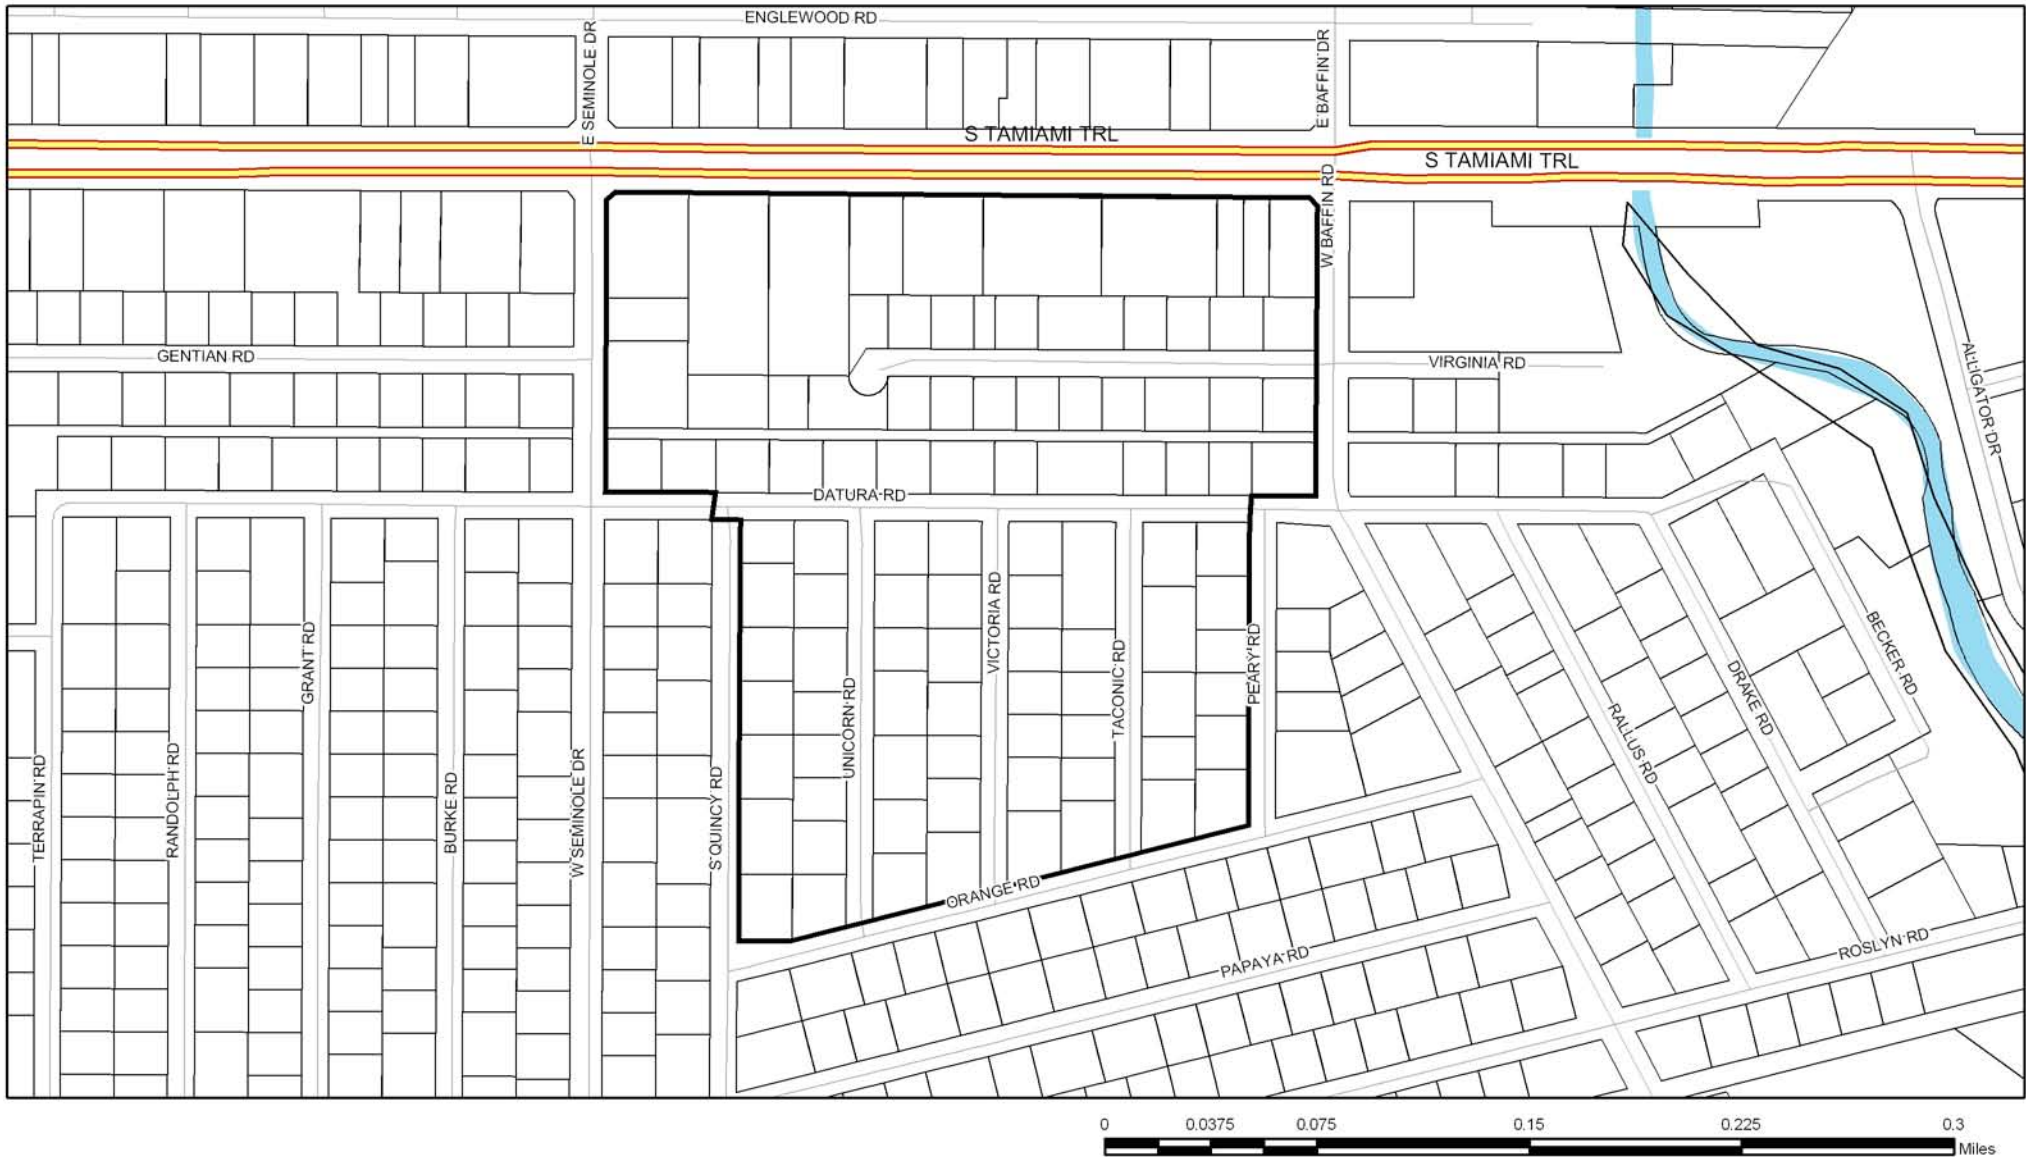 ENGLEWOOD RD
E SEMINOLE DR
E BAFFIN DR
S TAMIAMI TRL
S TAMIAMI TRL
W BAFFIN RD
GENTIAN RD
VIRGINIA RD
ALLIGATOR DR
DATURA RD
GRANT RD
VICTORIA RD
UNICORN RD
TACONIC RD
PEARY RD
BECKER RD
DRAKE RD
RALLUS RD
TERRAPIN RD
RANDOLPH RD
BURKE RD
W SEMINOLE DR
S QUINCY RD
ORANGE RD
PAPAYA RD
ROSLYN RD
0 0.0375 0.075 0.15 0.225 0.3
Miles